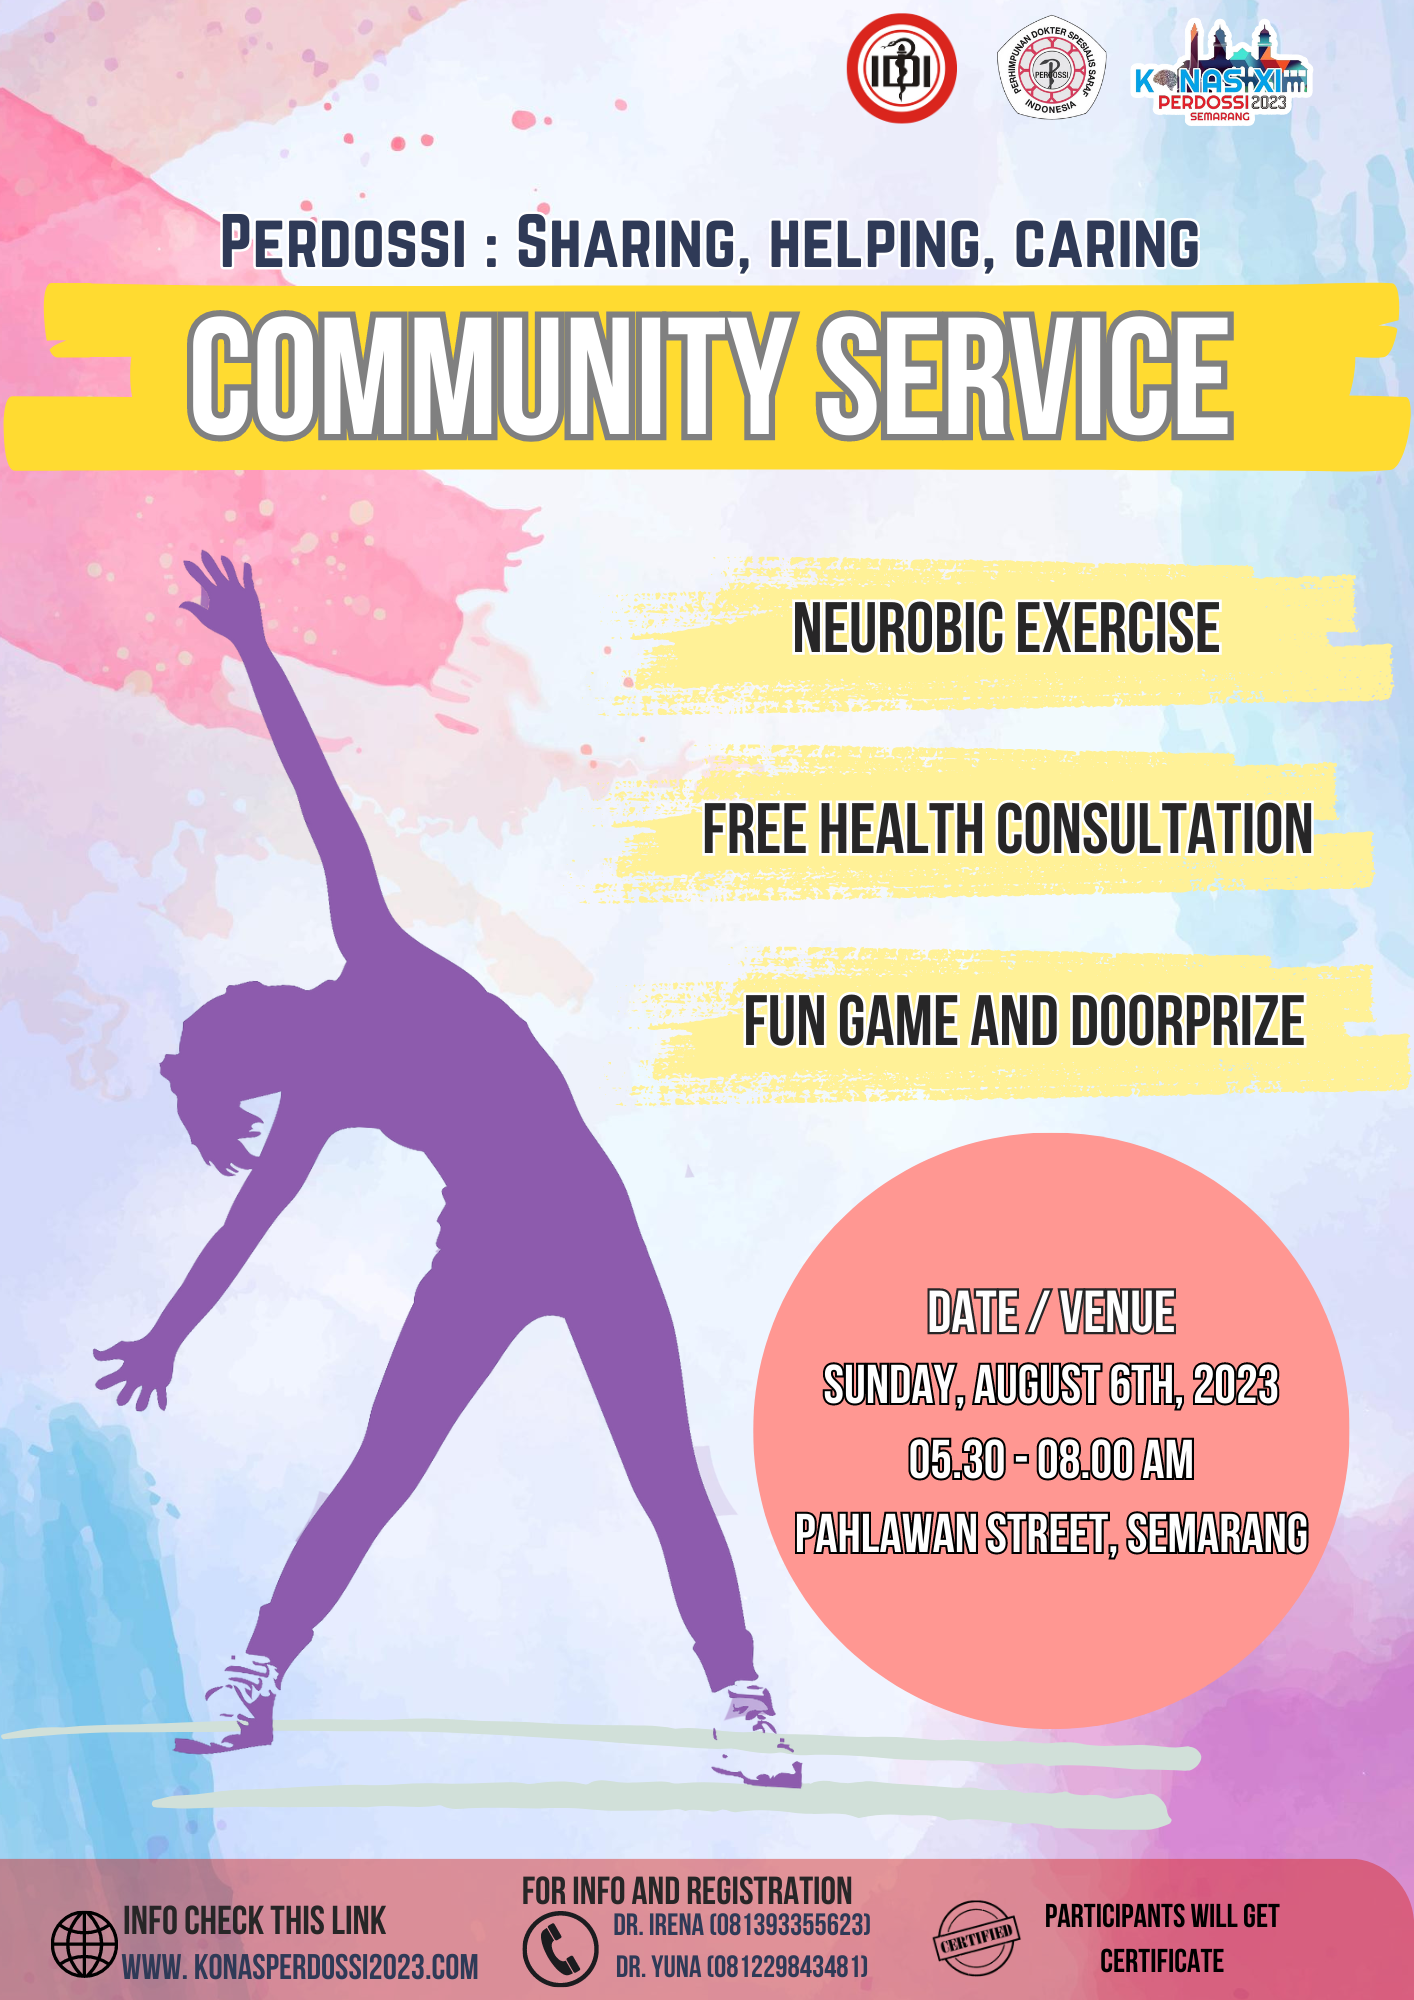 IDI
PERHIMPUNAN DOKTER SPESIALIS SARAF
PERDOSSI
INDONESIA
KONAS XI
PERDOSSI 2023
SEMARANG
PERDOSSI : SHARING, HELPING, CARING
COMMUNITY SERVICE
NEUROBIC EXERCISE
FREE HEALTH CONSULTATION
FUN GAME AND DOORPRIZE
DATE / VENUE
SUNDAY, AUGUST 6TH, 2023
05.30 - 08.00 AM
PAHLAWAN STREET, SEMARANG
INFO CHECK THIS LINK
WWW. KONASPERDOSSI2023.COM
FOR INFO AND REGISTRATION
DR. IRENA (081393355623)
DR. YUNA (081229843481)
CERTIFIED
PARTICIPANTS WILL GET
CERTIFICATE